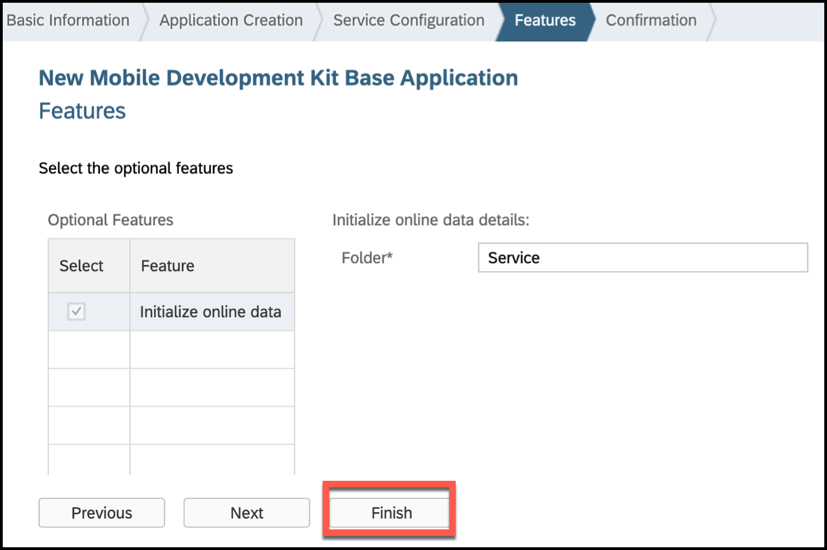 Basic Information Application Creation Service Configuration Features Confirmation
New Mobile Development Kit Base Application
Features
Select the optional features
Optional Features
Select Feature
Initialize online data
Initialize online data details:
Folder* Service
Previous Next Finish